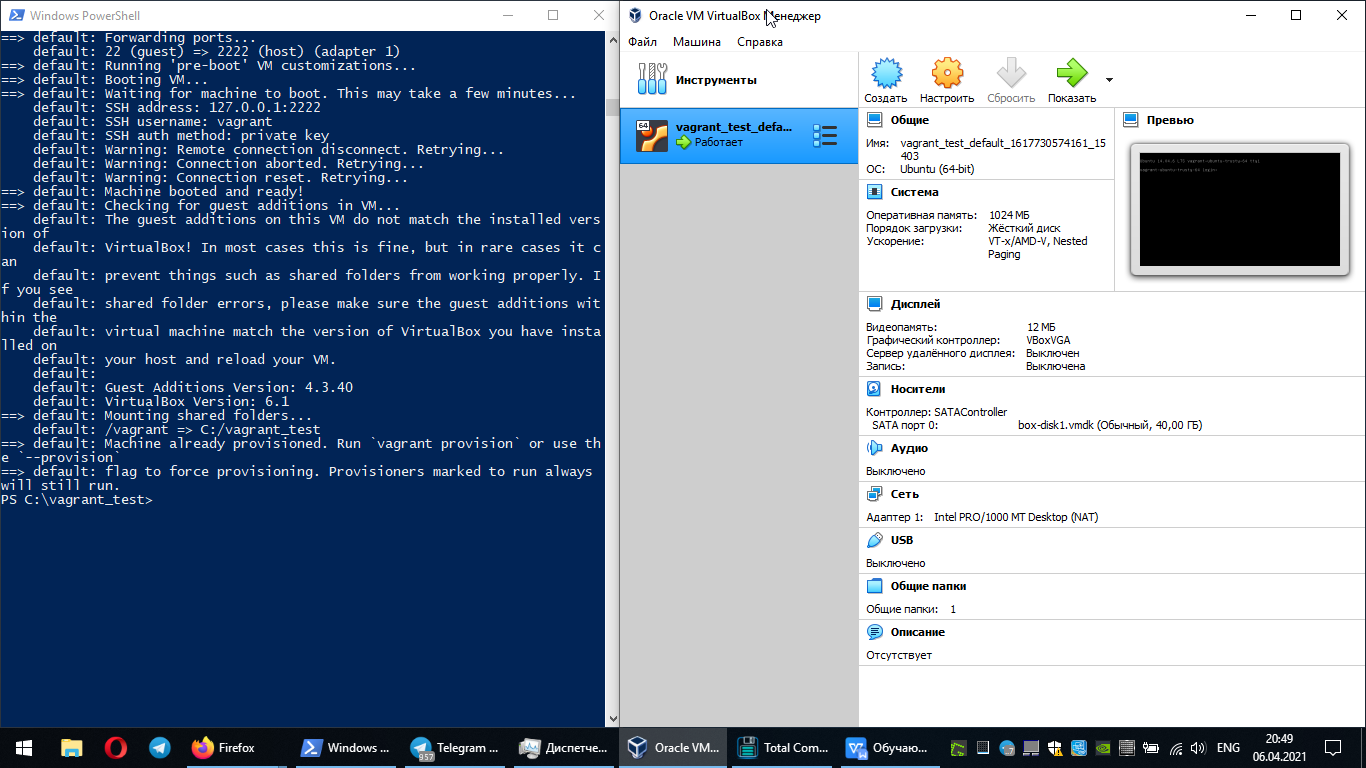 Windows PowerShell
==> default: Forwarding ports...
default: 22 (guest) => 2222 (host) (adapter 1)
==> default: Running 'pre-boot' VM customizations...
==> default: Booting VM...
==> default: Waiting for machine to boot. This may take a few minutes...
default: SSH address: 127.0.0.1:2222
default: SSH username: vagrant
default: SSH auth method: private key
default: Warning: Remote connection disconnect. Retrying...
default: Warning: Connection aborted. Retrying...
default: Warning: Connection reset. Retrying...
==> default: Machine booted and ready!
==> default: Checking for guest additions in VM...
default: The guest additions on this VM do not match the installed vers
ion of
default: VirtualBox! In most cases this is fine, but in rare cases it c
an
default: prevent things such as shared folders from working properly. I
f you see
default: shared folder errors, please make sure the guest additions wit
hin the
default: virtual machine match the version of VirtualBox you have insta
lled on
default: your host and reload your VM.
default:
default: Guest Additions Version: 4.3.40
default: VirtualBox Version: 6.1
==> default: Mounting shared folders...
default: /vagrant => C:/vagrant_test
==> default: Machine already provisioned. Run `vagrant provision` or use th
e `--provision`
==> default: flag to force provisioning. Provisioners marked to run always
will still run.
PS C:\vagrant_test>
Oracle VM VirtualBox Менеджер
Файл Машина Справка
Инструменты
64 vagrant_test_defa...
Работает
Создать Настроить Сбросить Показать
Общие
Имя: vagrant_test_default_1617730574161_15
403
ОС: Ubuntu (64-bit)
Система
Оперативная память: 1024 МБ
Порядок загрузки: Жёсткий диск
Ускорение: VT-x/AMD-V, Nested
Paging
Превью
Дисплей
Видеопамять: 12 МБ
Графический контроллер: VBoxVGA
Сервер удалённого дисплея: Выключен
Запись: Выключена
Носители
Контроллер: SATAController
SATA порт 0: box-disk1.vmdk (Обычный, 40,00 ГБ)
Аудио
Выключено
Сеть
Адаптер 1: Intel PRO/1000 MT Desktop (NAT)
USB
Выключено
Общие папки
Общие папки: 1
Описание
Отсутствует
Firefox
Windows ...
Telegram ...
957
Диспетче...
Oracle VM...
Total Com...
Обучаю...
ENG
20:49
06.04.2021